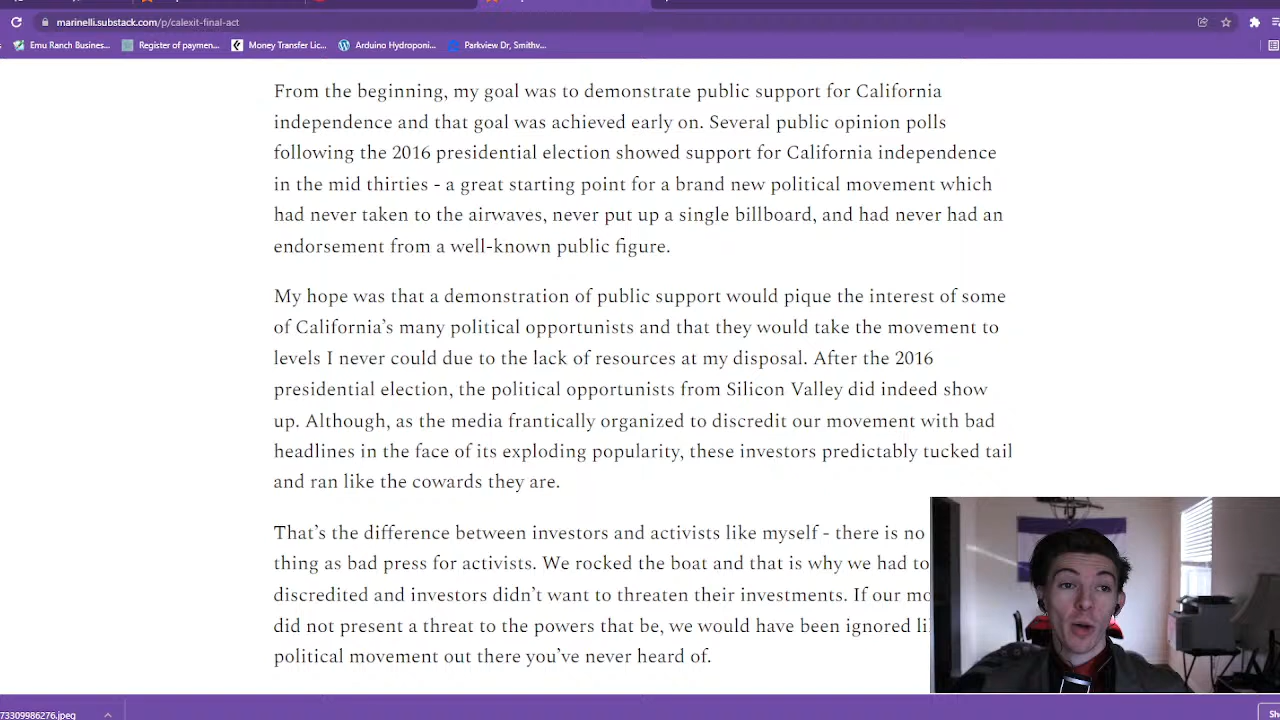 marinelli.substack.com/p/calexit-final-act
Emu Ranch Busines... Register of paymen... Money Transfer Lic... Arduino Hydroponi... Parkview Dr, Smithv...
From the beginning, my goal was to demonstrate public support for California
independence and that goal was achieved early on. Several public opinion polls
following the 2016 presidential election showed support for California independence
in the mid thirties - a great starting point for a brand new political movement which
had never taken to the airwaves, never put up a single billboard, and had never had an
endorsement from a well-known public figure.
My hope was that a demonstration of public support would pique the interest of some
of California’s many political opportunists and that they would take the movement to
levels I never could due to the lack of resources at my disposal. After the 2016
presidential election, the political opportunists from Silicon Valley did indeed show
up. Although, as the media frantically organized to discredit our movement with bad
headlines in the face of its exploding popularity, these investors predictably tucked tail
and ran like the cowards they are.
That’s the difference between investors and activists like myself - there is no
thing as bad press for activists. We rocked the boat and that is why we had to
discredited and investors didn’t want to threaten their investments. If our mo
did not present a threat to the powers that be, we would have been ignored li
political movement out there you’ve never heard of.
73309986276.jpeg